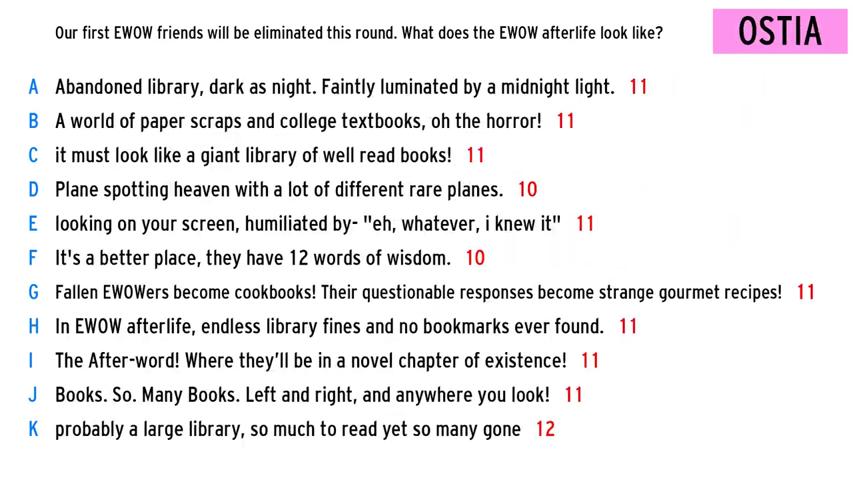 Our first EWOW friends will be eliminated this round. What does the EWOW afterlife look like?
OSTIA
A Abandoned library, dark as night. Faintly luminated by a midnight light. 11
B A world of paper scraps and college textbooks, oh the horror! 11
C it must look like a giant library of well read books! 11
D Plane spotting heaven with a lot of different rare planes. 10
E looking on your screen, humiliated by- "eh, whatever, i knew it" 11
F It's a better place, they have 12 words of wisdom. 10
G Fallen EWOWers become cookbooks! Their questionable responses become strange gourmet recipes! 11
H In EWOW afterlife, endless library fines and no bookmarks ever found. 11
I The After-word! Where they'll be in a novel chapter of existence! 11
J Books. So. Many Books. Left and right, and anywhere you look! 11
K probably a large library, so much to read yet so many gone 12